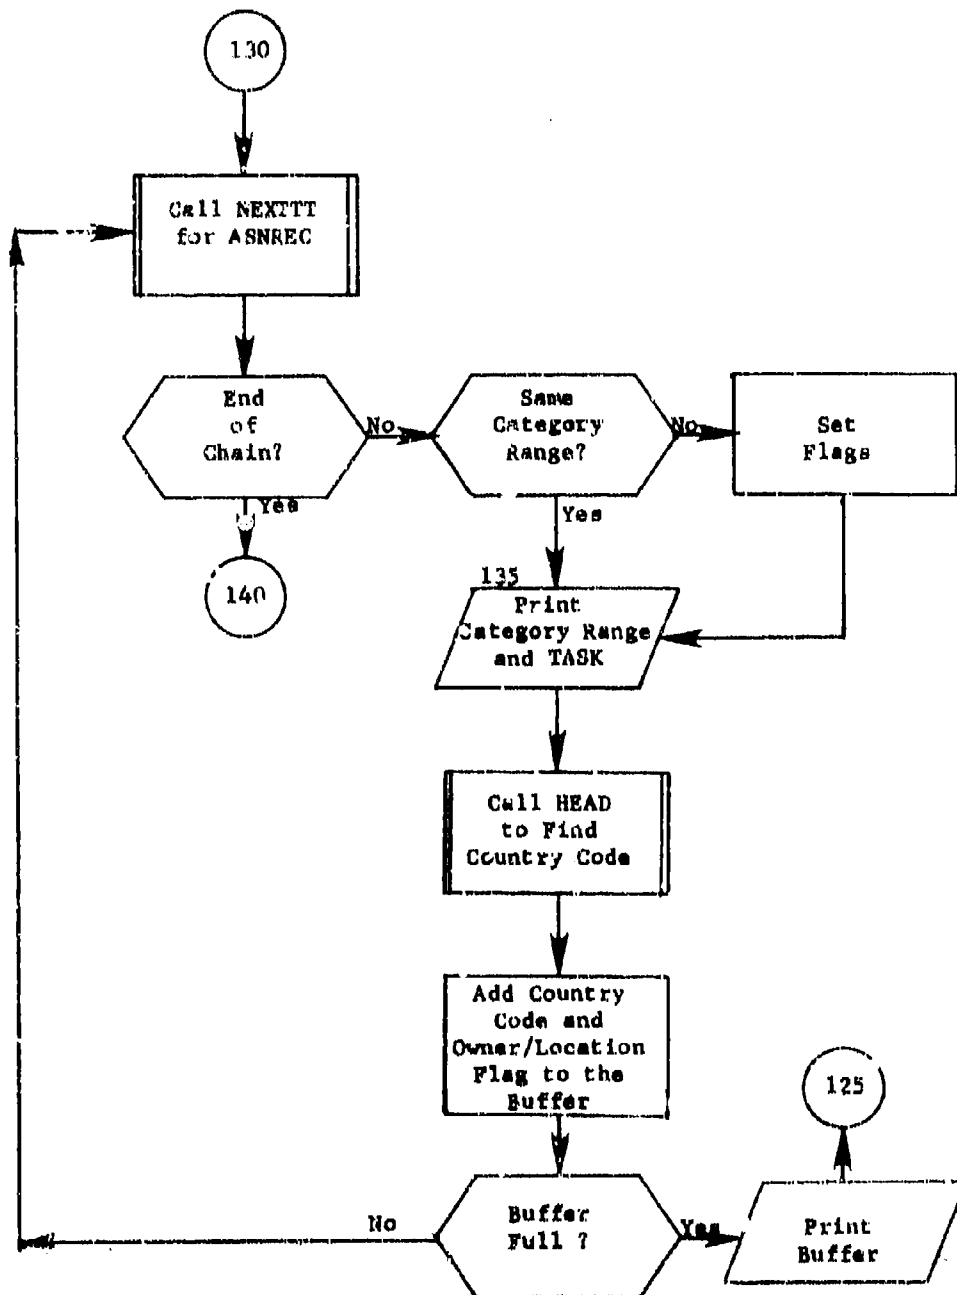 130
Call NEXTTT
for ASNREC
End
of
Chain?
No
Same
Category
Range?
No
Set
Flags
Yes
Yes
140
135
Print
Category Range
and TASK
Call HEAD
to Find
Country Code
Add Country
Code and
Owner/Location
Flag to the
Buffer
125
No
Buffer
Full ?
Yes
Print
Buffer